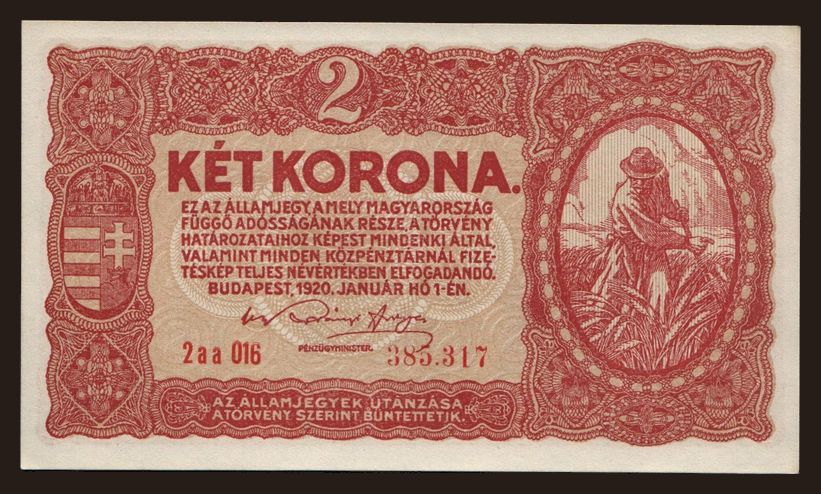 2
KÉT KORONA.
EZ AZ ÁLLAMJEGY, A MELY MAGYARORSZÁG
FÜGGŐ ADÓSSÁGÁNAK RÉSZE, A TÖRVÉNY
HATÁROZATAIHOZ KÉPEST MINDENKI ÁLTAL,
VALAMINT MINDEN KÖZPÉNZTÁRNÁL FIZE-
TÉSKÉP TELJES NÉVÉRTÉKBEN ELFOGADANDÓ.
BUDAPEST, 1920. JANUÁR HÓ 1-ÉN.
2aa 016
PÉNZÜGYMINISTER.
385.317
AZ ÁLLAMJEGYEK UTÁNZÁSA
A TÖRVÉNY SZERINT BÜNTETTETIK.